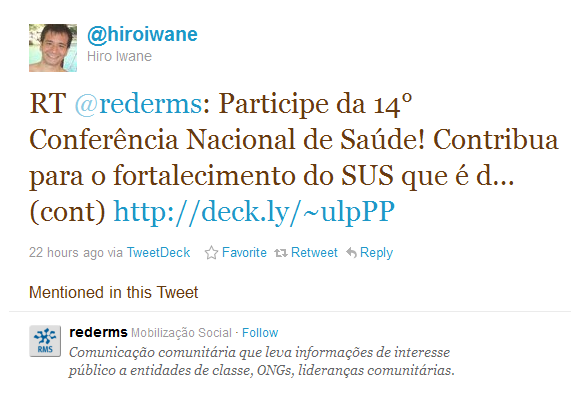 @hiroiwane
Hiro Iwane
RT @rederms: Participe da 14°
Conferência Nacional de Saúde! Contribua
para o fortalecimento do SUS que é d...
(cont) http://deck.ly/~ulpPP
22 hours ago via TweetDeck Favorite Retweet Reply
Mentioned in this Tweet
RMS
rederms Mobilização Social · Follow
Comunicação comunitária que leva informações de interesse
público a entidades de classe, ONGs, lideranças comunitárias.